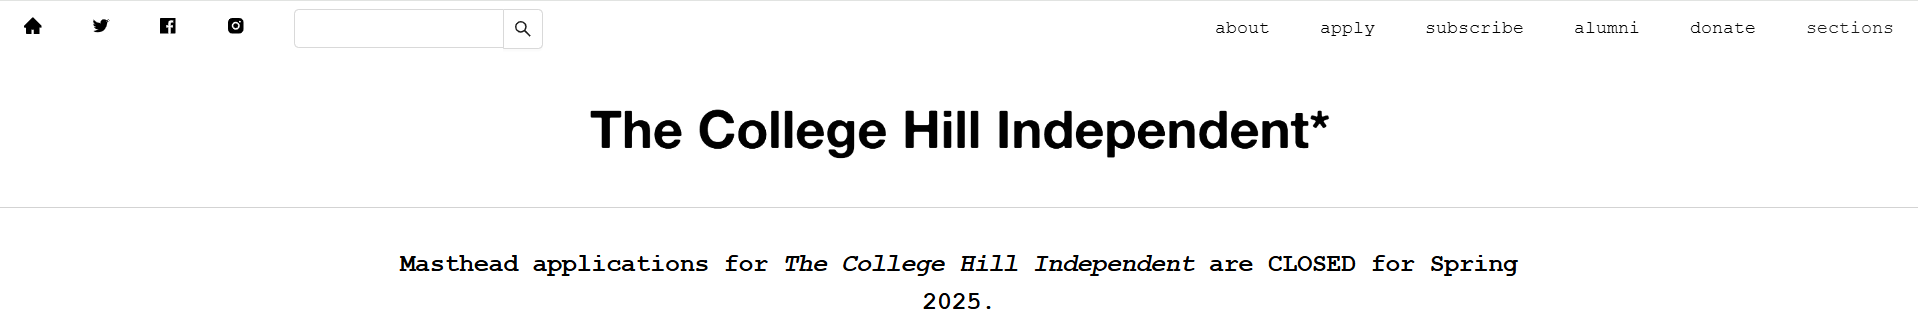 about apply subscribe alumni donate sections
The College Hill Independent*
Masthead applications for The College Hill Independent are CLOSED for Spring
2025.